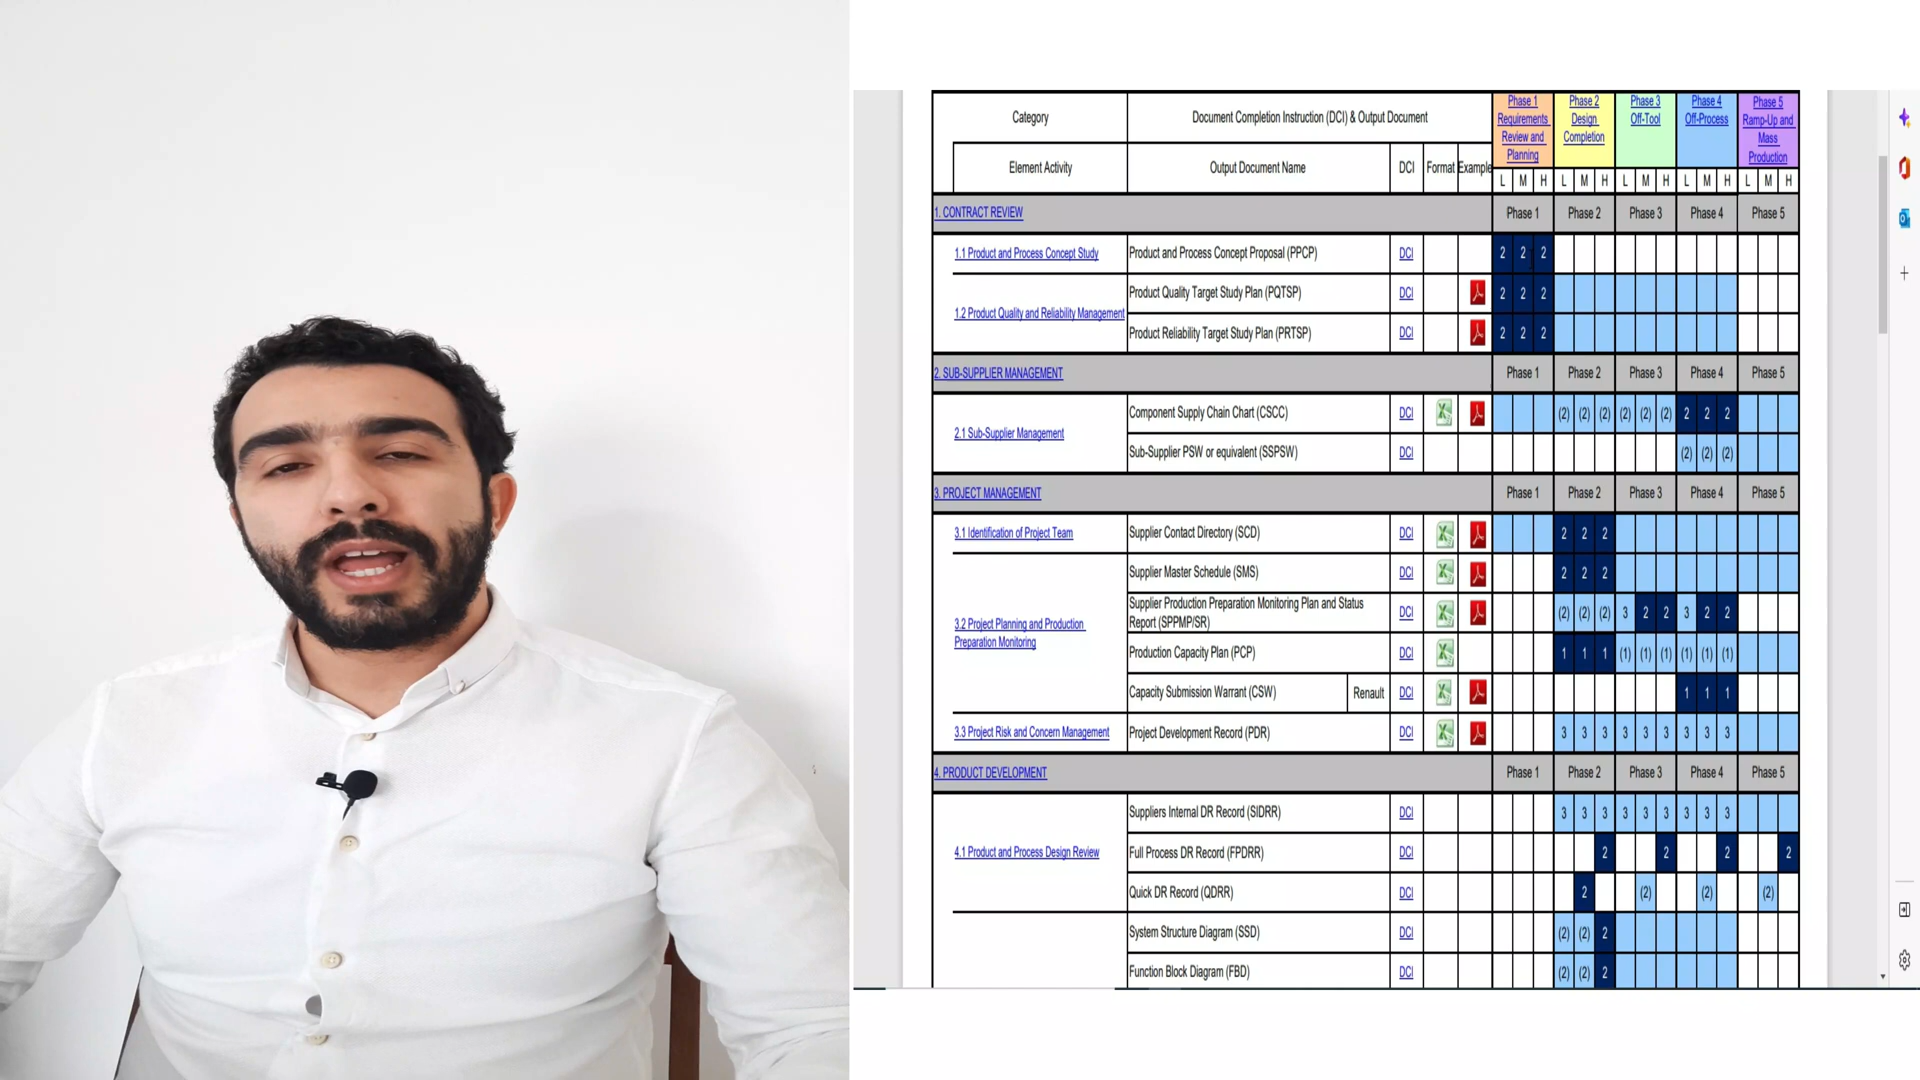 Category
Document Completion Instruction (DCI) & Output Document
Phase 1
Requirements
Review and
Planning
Phase 2
Design
Completion
Phase 3
Off-Tool
Phase 4
Off-Process
Phase 5
Ramp-Up and
Mass
Production
Element Activity
Output Document Name
DCI
Format
Example
L M H L M H L M H L M H L M H
1. CONTRACT REVIEW Phase 1 Phase 2 Phase 3 Phase 4 Phase 5
1.1 Product and Process Concept Study
Product and Process Concept Proposal (PPCP) DCI 2 2 2
1.2 Product Quality and Reliability Management
Product Quality Target Study Plan (PQTSP) DCI 2 2 2
Product Reliability Target Study Plan (PRTSP) DCI 2 2 2
2. SUB-SUPPLIER MANAGEMENT Phase 1 Phase 2 Phase 3 Phase 4 Phase 5
2.1 Sub-Supplier Management
Component Supply Chain Chart (CSCC) DCI (2) (2) (2) (2) (2) (2) 2 2 2
Sub-Supplier PSW or equivalent (SSPSW) DCI (2) (2) (2)
3. PROJECT MANAGEMENT Phase 1 Phase 2 Phase 3 Phase 4 Phase 5
3.1 Identification of Project Team
Supplier Contact Directory (SCD) DCI 2 2 2
3.2 Project Planning and Production
Preparation Monitoring
Supplier Master Schedule (SMS) DCI 2 2 2
Supplier Production Preparation Monitoring Plan and Status
Report (SPPMP/SR) DCI (2) (2) (2) 3 2 2 3 2 2
Production Capacity Plan (PCP) DCI 1 1 1 (1) (1) (1) (1) (1) (1)
Capacity Submission Warrant (CSW) Renault DCI 1 1 1
3.3 Project Risk and Concern Management
Project Development Record (PDR) DCI 3 3 3 3 3 3 3 3 3
4. PRODUCT DEVELOPMENT Phase 1 Phase 2 Phase 3 Phase 4 Phase 5
4.1 Product and Process Design Review
Suppliers Internal DR Record (SIDRR) DCI 3 3 3 3 3 3 3 3 3
Full Process DR Record (FPDRR) DCI 2 2 2 2
Quick DR Record (QDRR) DCI 2 (2) (2) (2)
System Structure Diagram (SSD) DCI (2) (2) 2
Function Block Diagram (FBD) DCI (2) (2) 2